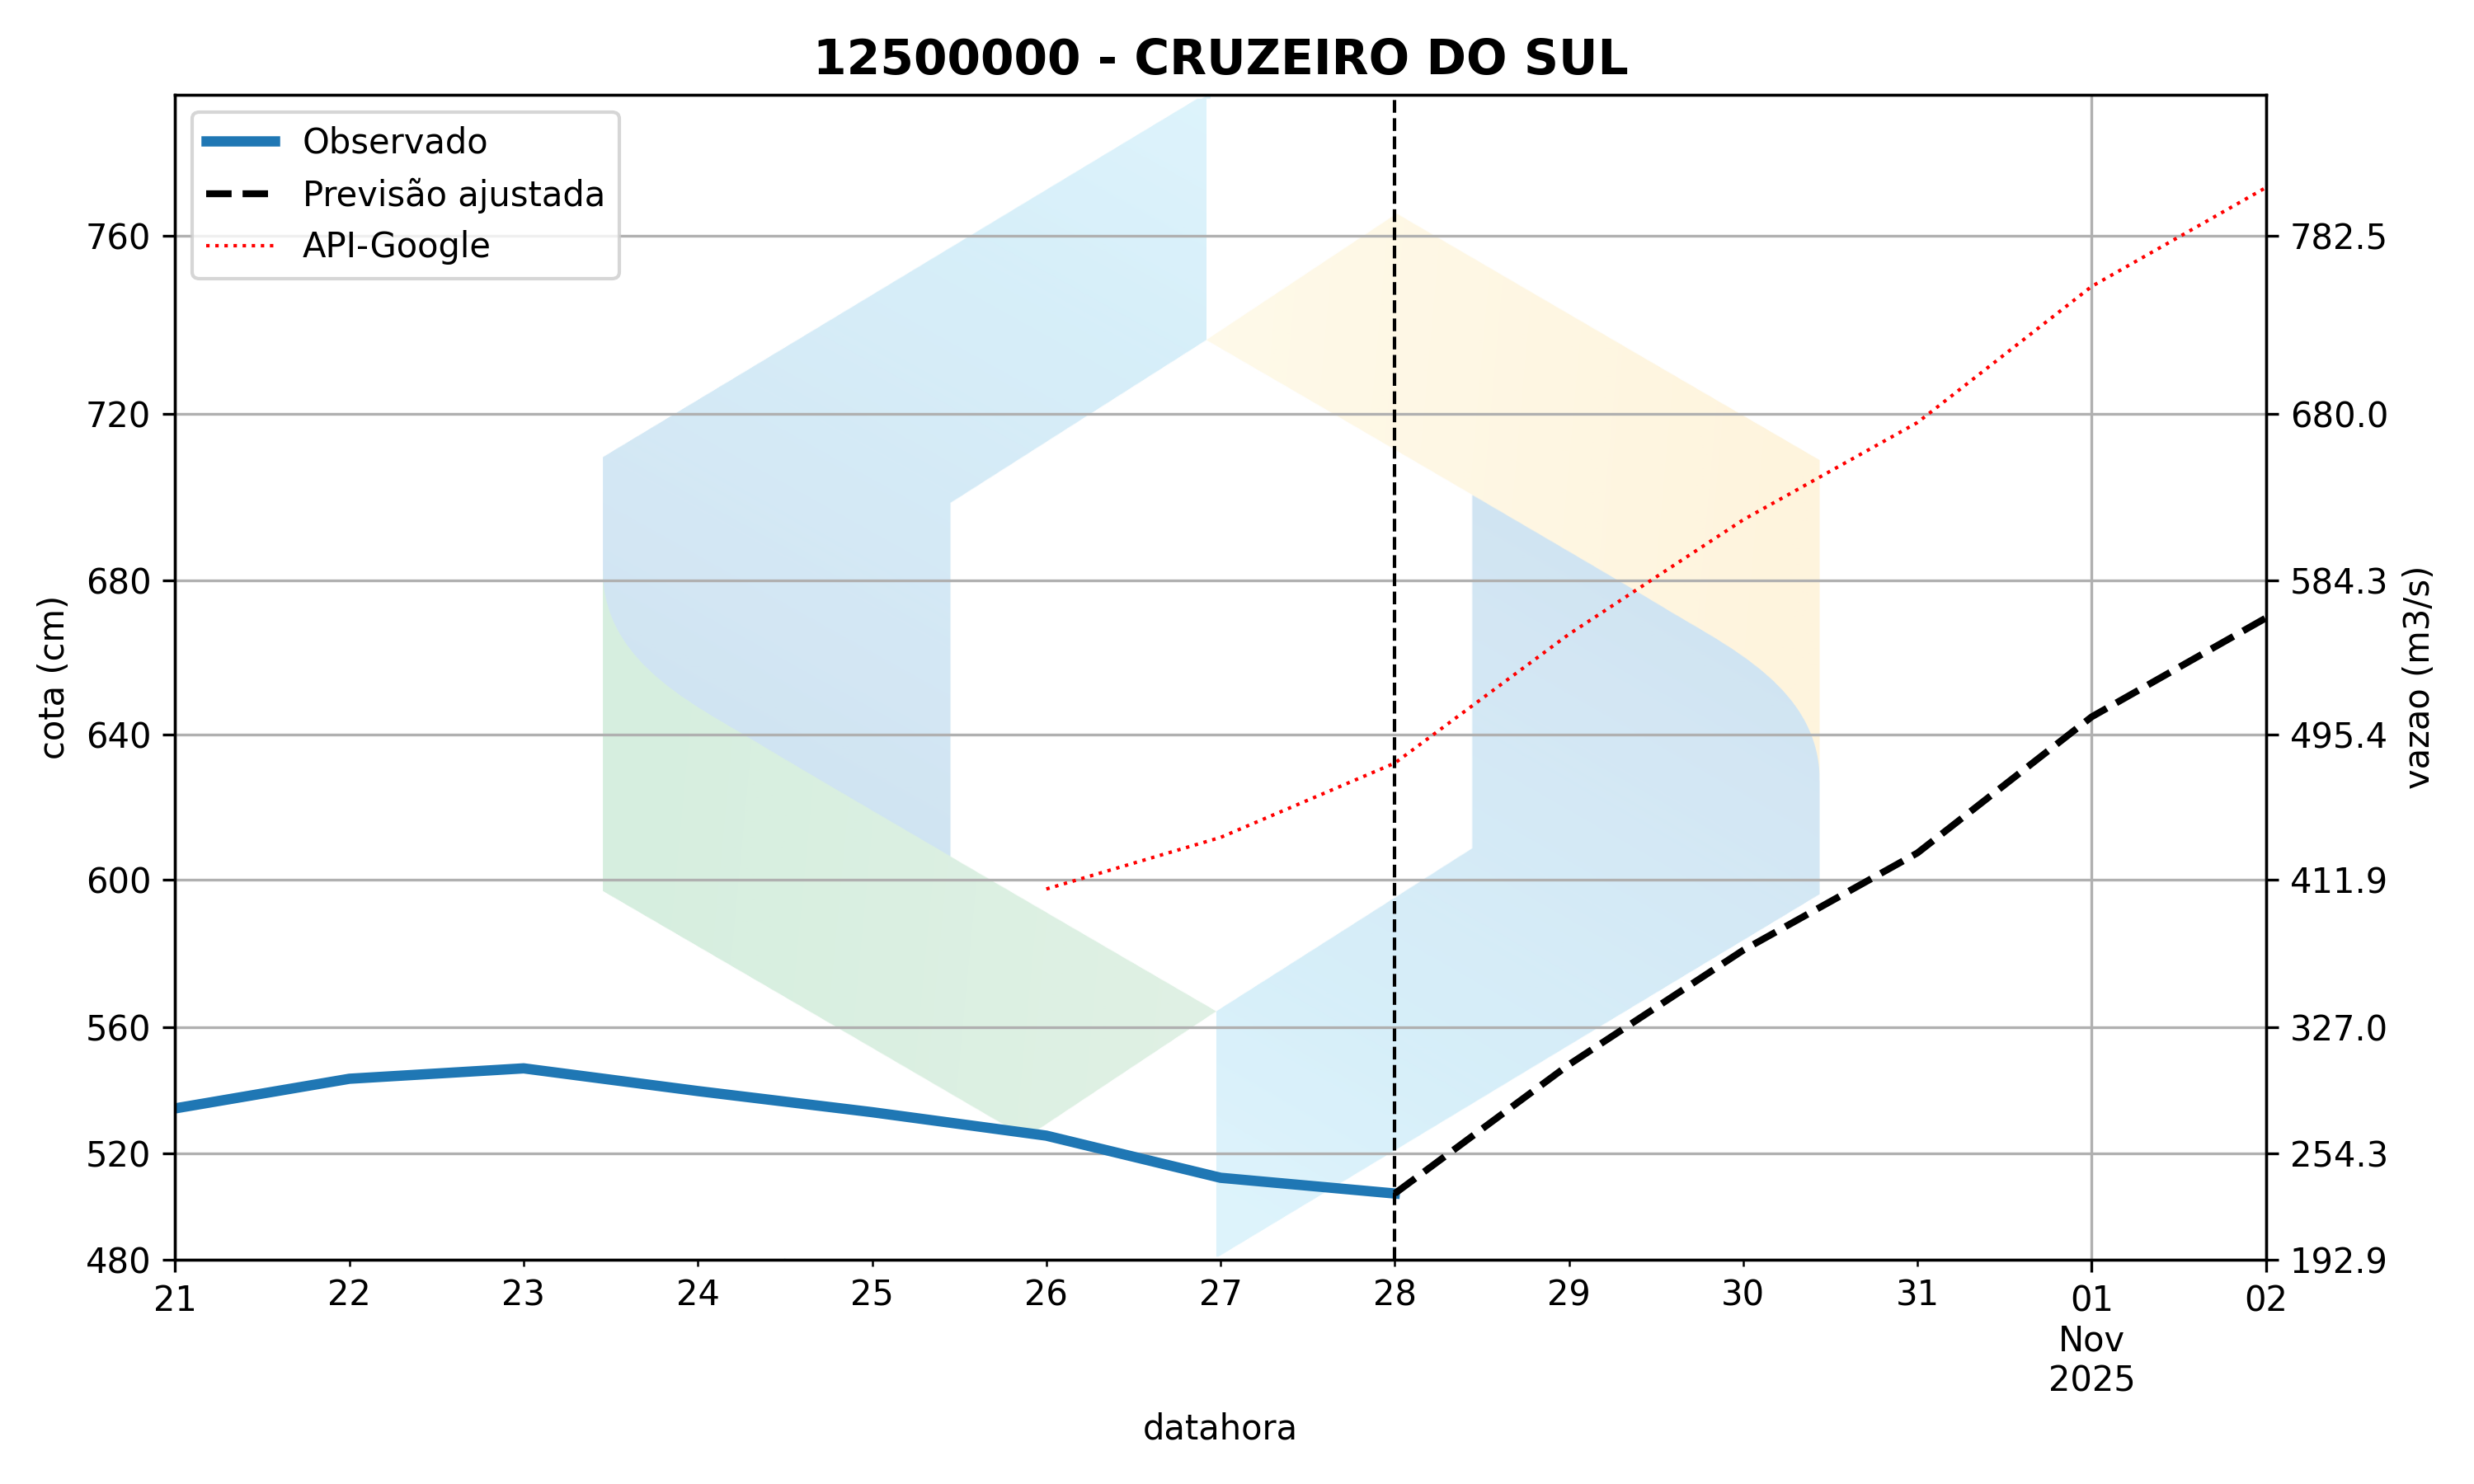 12500000 - CRUZEIRO DO SUL
Observado
Previsão ajustada
API-Google
cota (cm)
760
720
680
640
600
560
520
480
782.5
680.0
584.3
495.4
411.9
327.0
254.3
192.9
vazao (m3/s)
21 22 23 24 25 26 27 28 29 30 31 01 02
Nov
2025
datahora